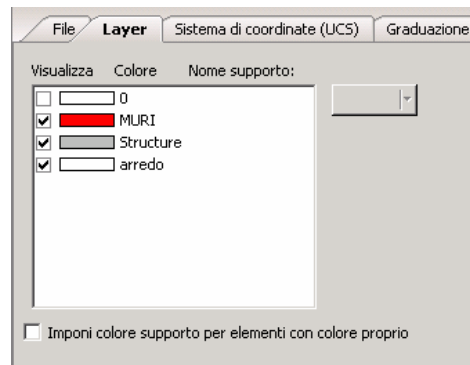 File Layer Sistema di coordinate (UCS) Graduazione
Visualizza Colore Nome supporto:
0
MURI
Structure
arredo
Imponi colore supporto per elementi con colore proprio